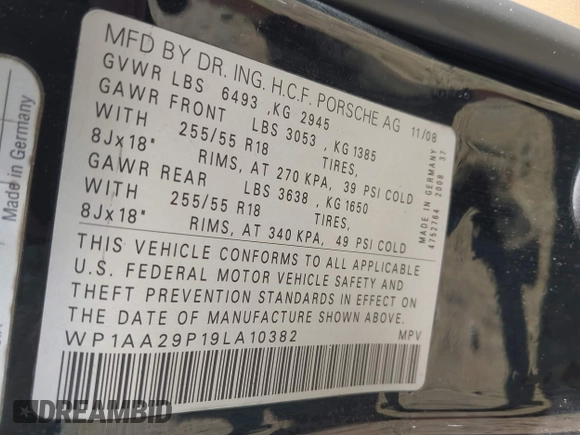 MFD BY DR. ING. H.C.F. PORSCHE AG 11/08
GVWR LBS 6493 ,KG 2945
GAWR FRONT LBS 3053 , KG 1385
WITH 255/55 R18 TIRES,
8Jx18" RIMS, AT 270 KPA, 39 PSI COLD
GAWR REAR LBS 3638 , KG 1650
WITH 255/55 R18 TIRES,
8Jx18" RIMS, AT 340 KPA, 49 PSI COLD
THIS VEHICLE CONFORMS TO ALL APPLICABLE
U.S. FEDERAL MOTOR VEHICLE SAFETY AND
THEFT PREVENTION STANDARDS IN EFFECT ON
THE DATE OF MANUFACTURE SHOWN ABOVE.
WP1AA29P19LA10382 MPV
MADE IN GERMANY
4752764 2008 37
Made in Germany
DREAMBID